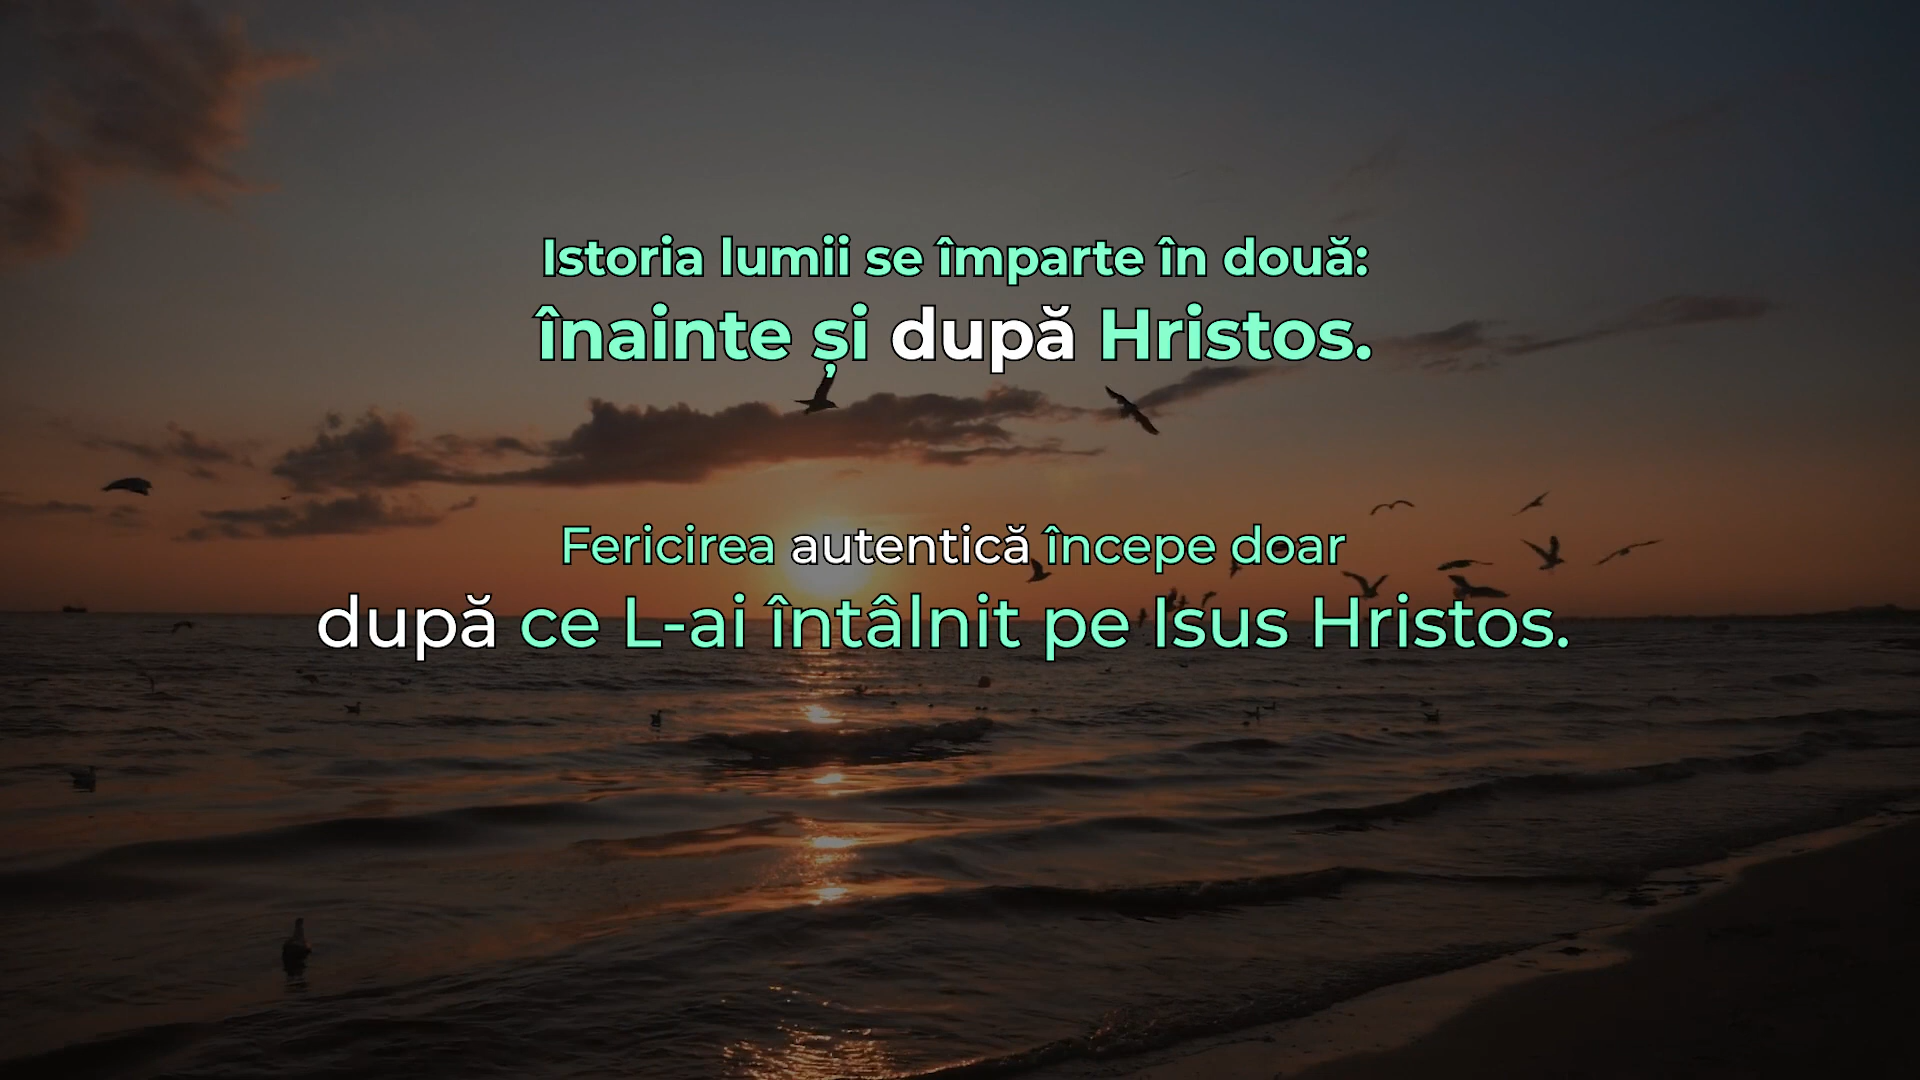 Istoria lumii se împarte în două:
înainte și după Hristos.
Fericirea autentică începe doar
după ce L-ai întâlnit pe Isus Hristos.